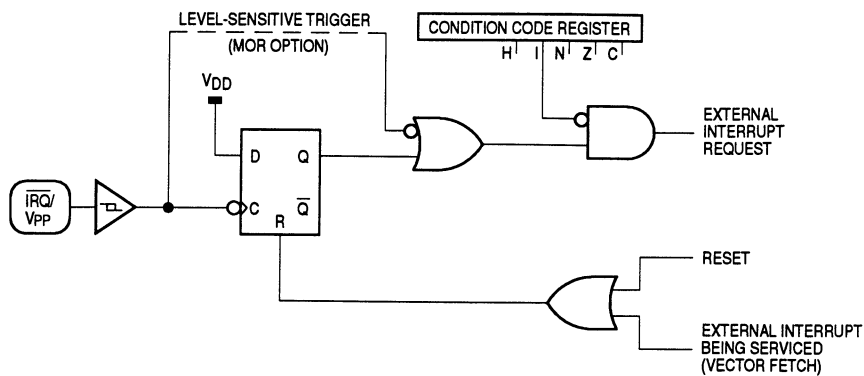 LEVEL-SENSITIVE TRIGGER
(MOR OPTION)
CONDITION CODE REGISTER
H I N Z C
VDD
EXTERNAL
INTERRUPT
REQUEST
D Q
C Q̅
R
I̅R̅Q̅/
VPP
RESET
EXTERNAL INTERRUPT
BEING SERVICED
(VECTOR FETCH)